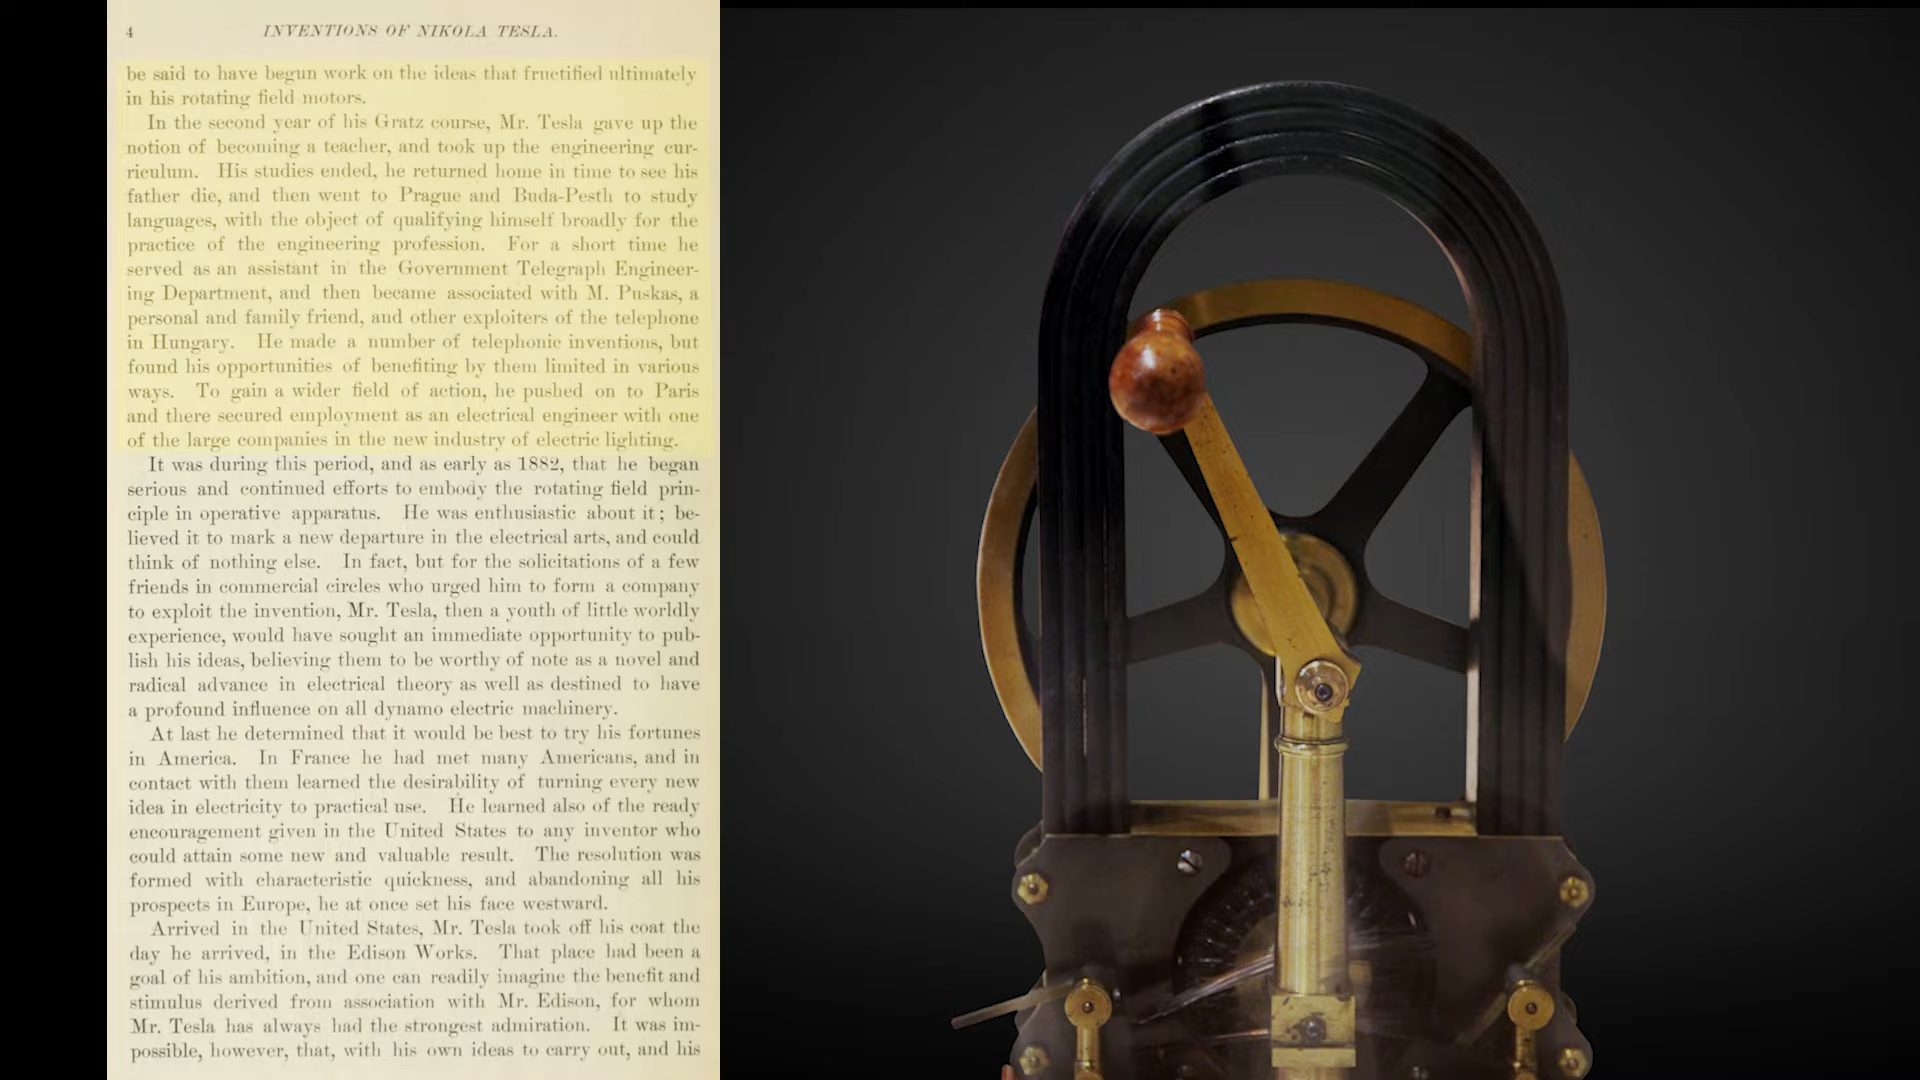 4 INVENTIONS OF NIKOLA TESLA.
be said to have begun work on the ideas that fructified ultimately
in his rotating field motors.
In the second year of his Gratz course, Mr. Tesla gave up the
notion of becoming a teacher, and took up the engineering cur-
riculum. His studies ended, he returned home in time to see his
father die, and then went to Prague and Buda-Pesth to study
languages, with the object of qualifying himself broadly for the
practice of the engineering profession. For a short time he
served as an assistant in the Government Telegraph Engineer-
ing Department, and then became associated with M. Puskas, a
personal and family friend, and other exploiters of the telephone
in Hungary. He made a number of telephonic inventions, but
found his opportunities of benefiting by them limited in various
ways. To gain a wider field of action, he pushed on to Paris
and there secured employment as an electrical engineer with one
of the large companies in the new industry of electric lighting.
It was during this period, and as early as 1882, that he began
serious and continued efforts to embody the rotating field prin-
ciple in operative apparatus. He was enthusiastic about it; be-
lieved it to mark a new departure in the electrical arts, and could
think of nothing else. In fact, but for the solicitations of a few
friends in commercial circles who urged him to form a company
to exploit the invention, Mr. Tesla, then a youth of little worldly
experience, would have sought an immediate opportunity to pub-
lish his ideas, believing them to be worthy of note as a novel and
radical advance in electrical theory as well as destined to have
a profound influence on all dynamo electric machinery.
At last he determined that it would be best to try his fortunes
in America. In France he had met many Americans, and in
contact with them learned the desirability of turning every new
idea in electricity to practical use. He learned also of the ready
encouragement given in the United States to any inventor who
could attain some new and valuable result. The resolution was
formed with characteristic quickness, and abandoning all his
prospects in Europe, he at once set his face westward.
Arrived in the United States, Mr. Tesla took off his coat the
day he arrived, in the Edison Works. That place had been a
goal of his ambition, and one can readily imagine the benefit and
stimulus derived from association with Mr. Edison, for whom
Mr. Tesla has always had the strongest admiration. It was im-
possible, however, that, with his own ideas to carry out, and his